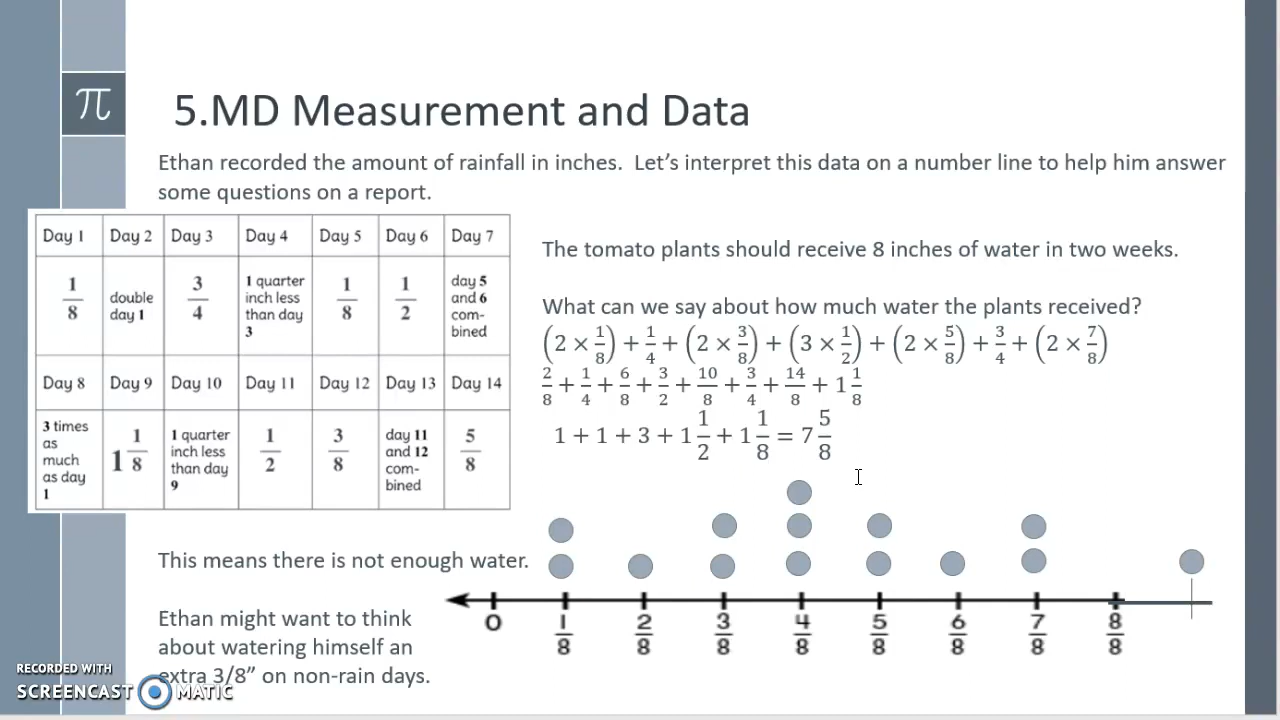 π
5.MD Measurement and Data
Ethan recorded the amount of rainfall in inches. Let's interpret this data on a number line to help him answer
some questions on a report.
Day 1 Day 2 Day 3 Day 4 Day 5 Day 6 Day 7
1/8 double day 1 3/4 1 quarter inch less than day 3 1/8 1/2 day 5 and 6 com-bined
Day 8 Day 9 Day 10 Day 11 Day 12 Day 13 Day 14
3 times as much as day 1 1 1/8 1 quarter inch less than day 9 1/2 3/8 day 11 and 12 com-bined 5/8
The tomato plants should receive 8 inches of water in two weeks.
What can we say about how much water the plants received?
(2 × 1/8) + 1/4 + (2 × 3/8) + (3 × 1/2) + (2 × 5/8) + 3/4 + (2 × 7/8)
2/8 + 1/4 + 6/8 + 3/2 + 10/8 + 3/4 + 14/8 + 1 1/8
1 + 1 + 3 + 1 1/2 + 1 1/8 = 7 5/8
This means there is not enough water.
Ethan might want to think
about watering himself an
extra 3/8" on non-rain days.
0 1/8 2/8 3/8 4/8 5/8 6/8 7/8 8/8
RECORDED WITH
SCREENCAST MATIC